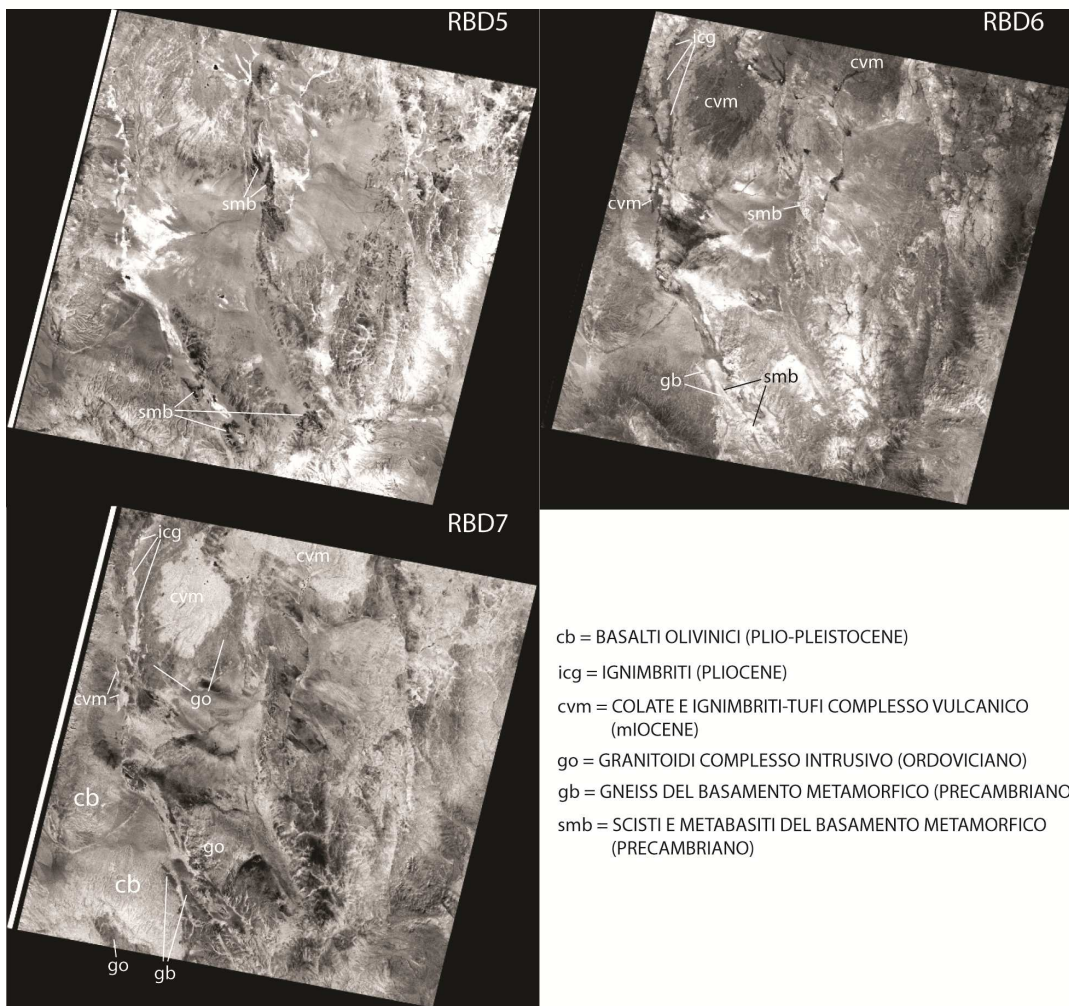 RBD5
smb
smb
RBD6
icg
cvm
cvm
cvm
smb
gb
smb
RBD7
icg
cvm
cvm
cvm
go
cb
go
cb
go
gb
cb = BASALTI OLIVINICI (PLIO-PLEISTOCENE)
icg = IGNIMBRITI (PLIOCENE)
cvm = COLATE E IGNIMBRITI-TUFI COMPLESSO VULCANICO
(mIOCENE)
go = GRANITOIDI COMPLESSO INTRUSIVO (ORDOVICIANO)
gb = GNEISS DEL BASAMENTO METAMORFICO (PRECAMBRIANO
smb = SCISTI E METABASITI DEL BASAMENTO METAMORFICO
(PRECAMBRIANO)